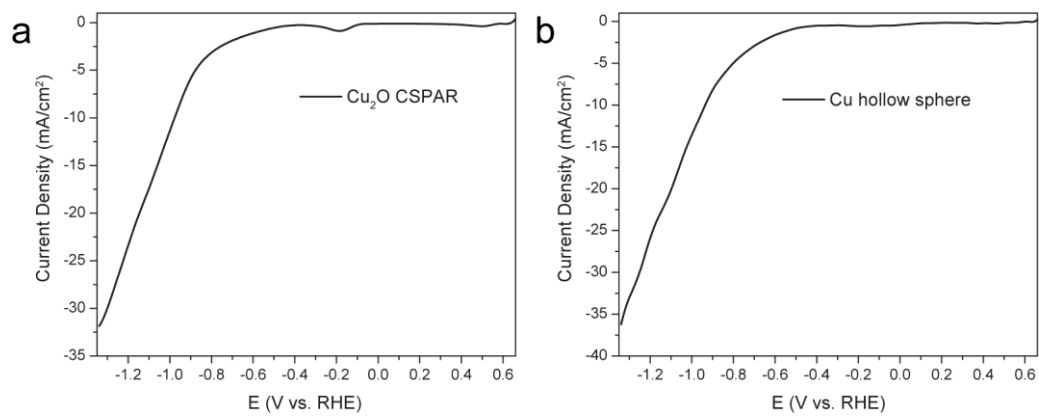 a
0
-5
-10
-15
-20
-25
-30
-35
Current Density (mA/cm²)
Cu₂O CSPAR
-1.2 -1.0 -0.8 -0.6 -0.4 -0.2 0.0 0.2 0.4 0.6
E (V vs. RHE)
b
0
-5
-10
-15
-20
-25
-30
-35
-40
Current Density (mA/cm²)
Cu hollow sphere
-1.2 -1.0 -0.8 -0.6 -0.4 -0.2 0.0 0.2 0.4 0.6
E (V vs. RHE)